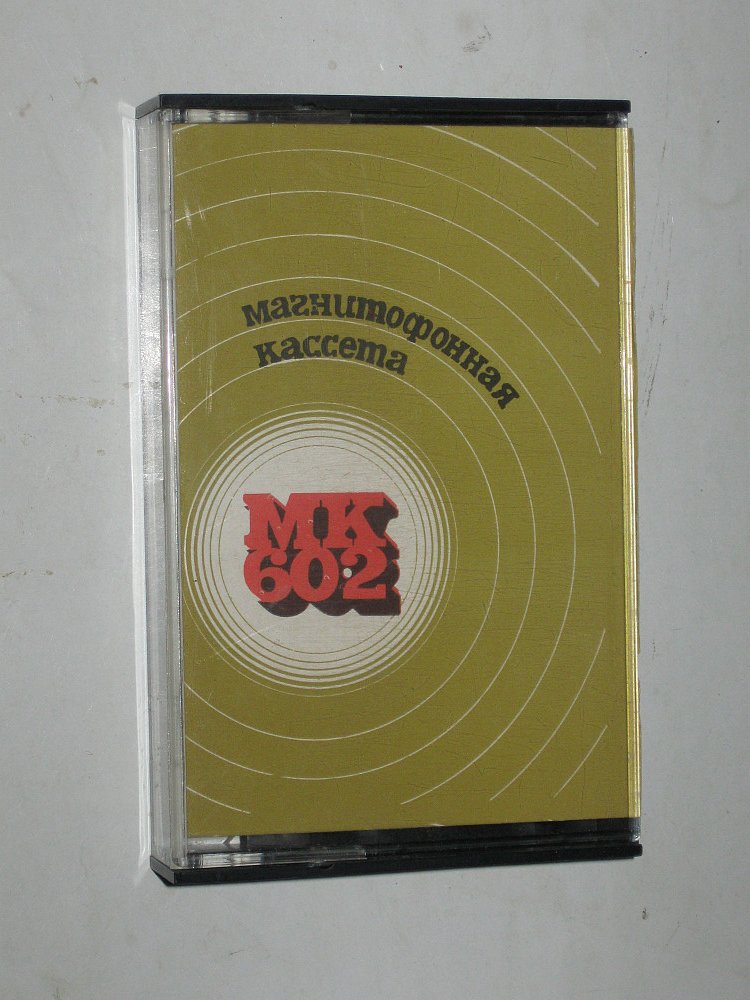 магнитофонная
кассета
МК
60•2